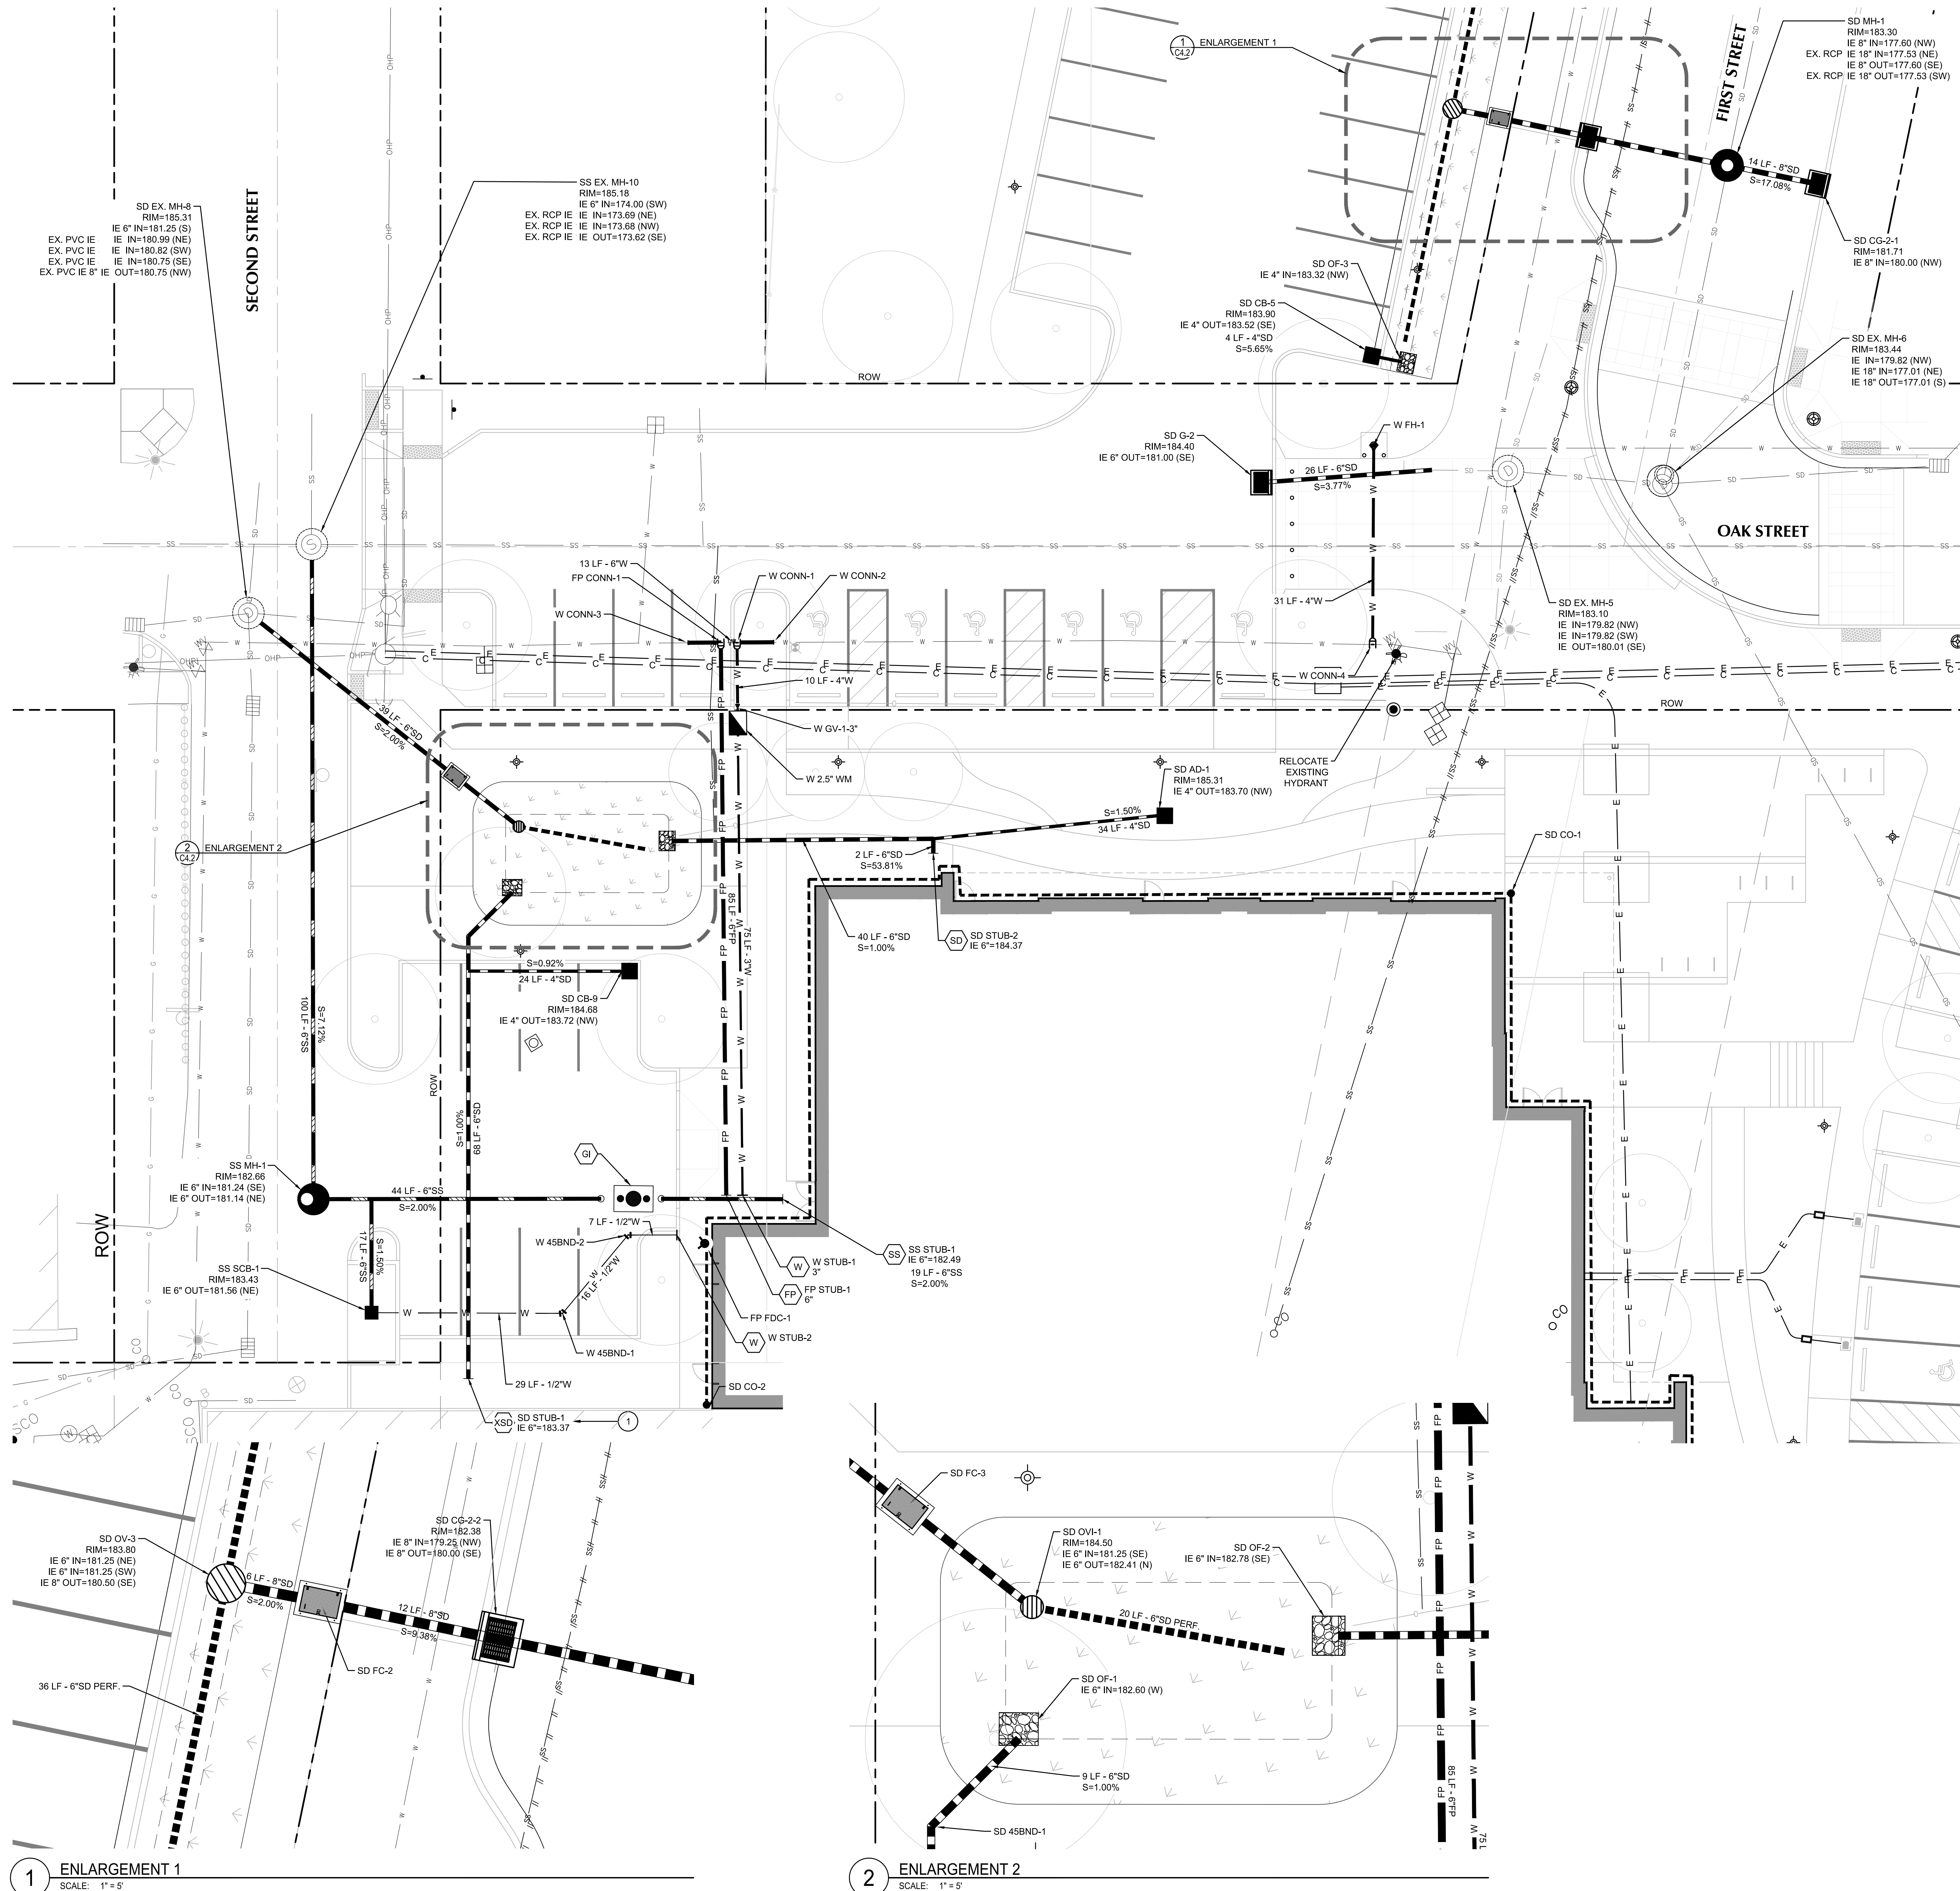 1
C4.2
ENLARGEMENT 1
FIRST STREET
SD MH-1
RIM=183.30
IE 8" IN=177.60 (NW)
EX. RCP IE 18" IN=177.53 (NE)
IE 8" OUT=177.60 (SE)
EX. RCP IE 18" OUT=177.53 (SW)
14 LF - 8"SD
S=17.08%
SD CG-2-1
RIM=181.71
IE 8" IN=180.00 (NW)
SECOND STREET
SD EX. MH-8
RIM=185.31
IE 6" IN=181.25 (S)
EX. PVC IE IE IN=180.99 (NE)
EX. PVC IE IE IN=180.82 (SW)
EX. PVC IE IE IN=180.75 (SE)
EX. PVC IE 8" IE OUT=180.75 (NW)
SS EX. MH-10
RIM=185.18
IE 6" IN=174.00 (SW)
EX. RCP IE IE IN=173.69 (NE)
EX. RCP IE IE IN=173.68 (NW)
EX. RCP IE IE OUT=173.62 (SE)
SD OF-3
IE 4" IN=183.32 (NW)
SD CB-5
RIM=183.90
IE 4" OUT=183.52 (SE)
4 LF - 4"SD
S=5.65%
SD EX. MH-6
RIM=183.44
IE IN=179.82 (NW)
IE 18" IN=177.01 (NE)
IE 18" OUT=177.01 (S)
ROW
W FH-1
SD G-2
RIM=184.40
IE 6" OUT=181.00 (SE)
26 LF - 6"SD
S=3.77%
OAK STREET
13 LF - 6"W
FP CONN-1
W CONN-1
W CONN-2
W CONN-3
31 LF - 4"W
SD EX. MH-5
RIM=183.10
IE IN=179.82 (NW)
IE IN=179.82 (SW)
IE OUT=180.01 (SE)
10 LF - 4"W
W CONN-4
ROW
39 LF - 6"SD
S=2.00%
W GV-1-3"
W 2.5" WM
RELOCATE
EXISTING
HYDRANT
SD AD-1
RIM=185.31
IE 4" OUT=183.70 (NW)
S=1.50%
34 LF - 4"SD
2
C4.2
ENLARGEMENT 2
2 LF - 6"SD
S=53.81%
SD CO-1
85 LF - 6"FP
75 LF - 3"W
40 LF - 6"SD
S=1.00%
SD
SD STUB-2
IE 6"=184.37
S=0.92%
24 LF - 4"SD
SD CB-9
RIM=184.68
IE 4" OUT=183.72 (NW)
S=7.12%
100 LF - 6"SS
ROW
S=1.00%
68 LF - 6"SD
GI
SS MH-1
RIM=182.66
IE 6" IN=181.24 (SE)
IE 6" OUT=181.14 (NE)
44 LF - 6"SS
S=2.00%
ROW
7 LF - 1/2"W
W 45BND-2
16 LF - 1/2"W
S=1.50%
17 LF - 6"SS
SS
SS STUB-1
IE 6"=182.49
19 LF - 6"SS
S=2.00%
W
W STUB-1
3"
SS SCB-1
RIM=183.43
IE 6" OUT=181.56 (NE)
FP
FP STUB-1
6"
FP FDC-1
W
W STUB-2
W 45BND-1
29 LF - 1/2"W
SD CO-2
CO
CO
XSD
SD STUB-1
IE 6"=183.37
1
SD OV-3
RIM=183.80
IE 6" IN=181.25 (NE)
IE 6" IN=181.25 (SW)
IE 8" OUT=180.50 (SE)
SD CG-2-2
RIM=182.38
IE 8" IN=179.25 (NW)
IE 8" OUT=180.00 (SE)
6 LF - 8"SD
S=2.00%
12 LF - 8"SD
S=9.38%
SD FC-2
36 LF - 6"SD PERF.
SD FC-3
SD OVI-1
RIM=184.50
IE 6" IN=181.25 (SE)
IE 6" OUT=182.41 (N)
SD OF-2
IE 6" IN=182.78 (SE)
20 LF - 6"SD PERF.
SD OF-1
IE 6" IN=182.60 (W)
9 LF - 6"SD
S=1.00%
SD 45BND-1
85 LF - 6"FP
75 L
1
ENLARGEMENT 1
SCALE: 1" = 5'
2
ENLARGEMENT 2
SCALE: 1" = 5'